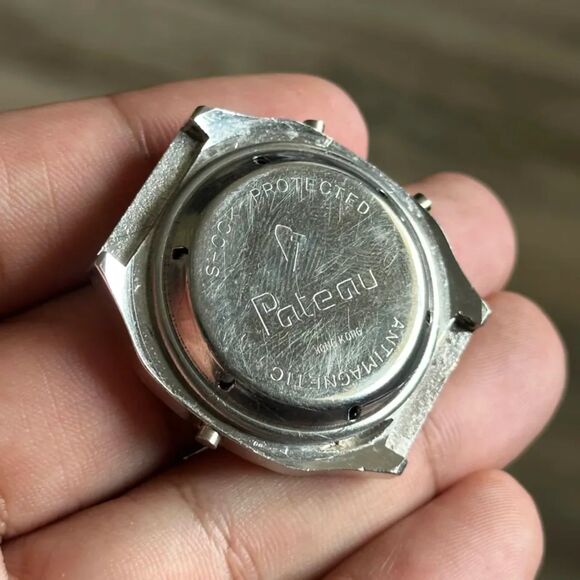 SHOCK PROTECTED
Pateau
HONG KONG
ANTIMAGNETIC